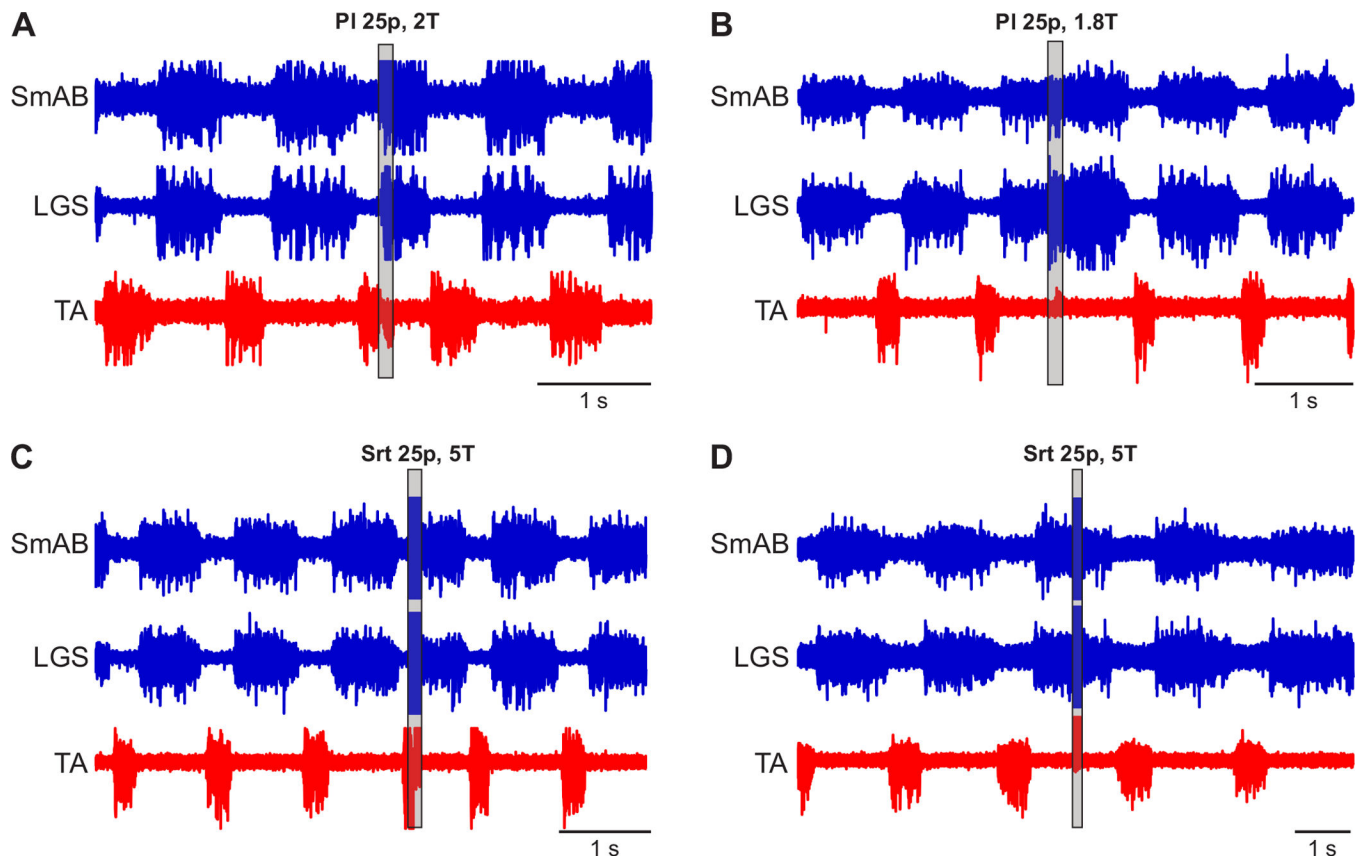 A
Pl 25p, 2T
SmAB
LGS
TA
1 s
B
Pl 25p, 1.8T
SmAB
LGS
TA
1 s
C
Srt 25p, 5T
SmAB
LGS
TA
1 s
D
Srt 25p, 5T
SmAB
LGS
TA
1 s